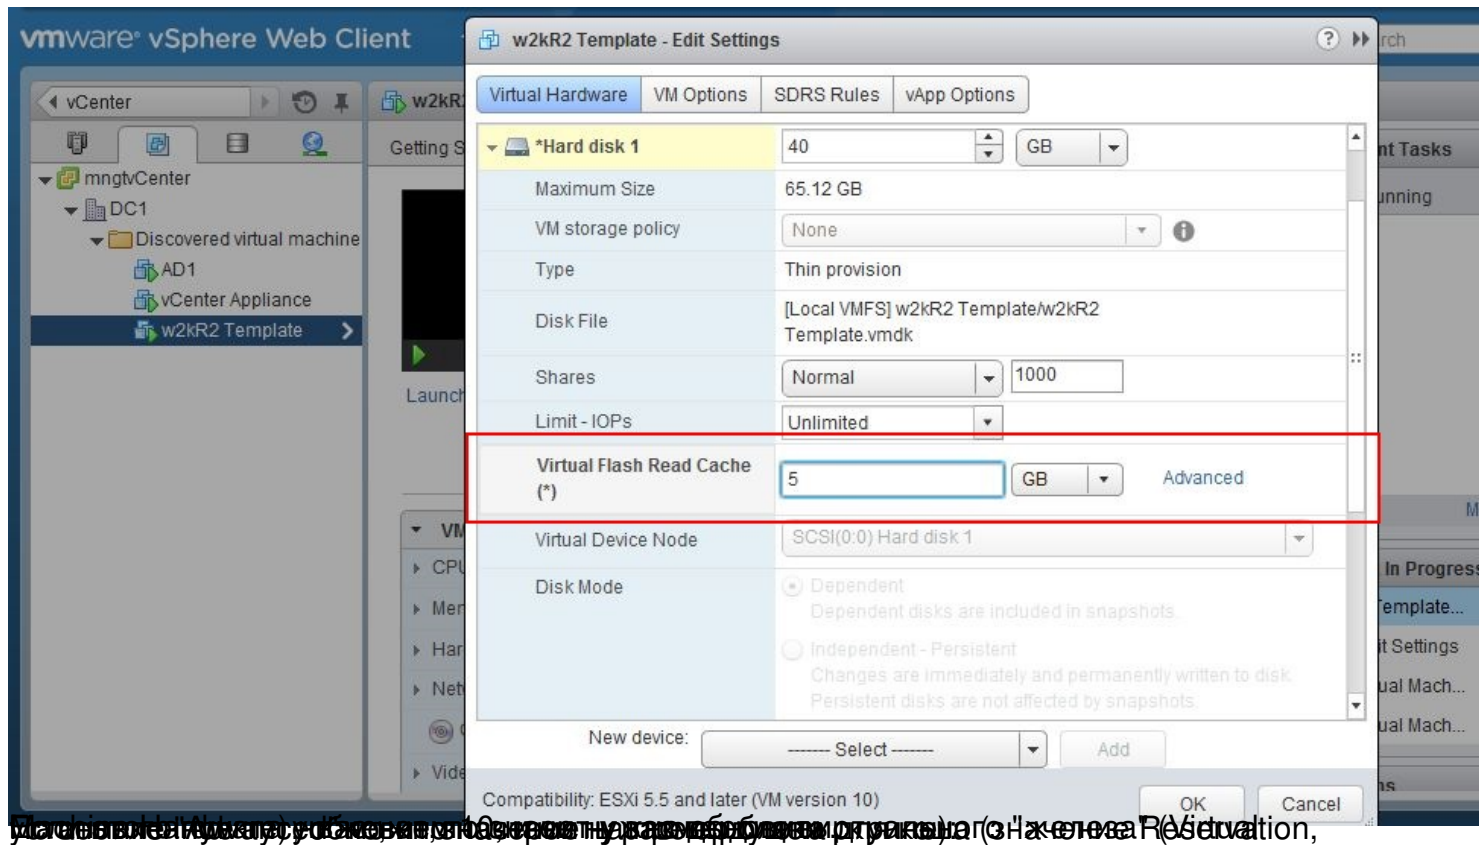 vmware® vSphere Web Client
w2kR2 Template - Edit Settings
rch
vCenter
w2kR
Virtual Hardware
VM Options
SDRS Rules
vApp Options
Getting S
*Hard disk 1
40
GB
nt Tasks
mngtvCenter
Maximum Size
65.12 GB
unning
DC1
VM storage policy
None
Discovered virtual machine
AD1
Type
Thin provision
vCenter Appliance
Disk File
[Local VMFS] w2kR2 Template/w2kR2
Template.vmdk
w2kR2 Template
Shares
Normal
1000
Launch
Limit - IOPs
Unlimited
Virtual Flash Read Cache
(*)
5
GB
Advanced
M
VM
Virtual Device Node
SCSI(0:0) Hard disk 1
CPU
In Progress
Disk Mode
Dependent
Dependent disks are included in snapshots.
Mem
Template...
Independent - Persistent
Changes are immediately and permanently written to disk.
Persistent disks are not affected by snapshots.
Har
it Settings
Net
ual Mach...
ual Mach...
New device:
------- Select -------
Add
Vide
Compatibility: ESXi 5.5 and later (VM version 10)
OK
Cancel
ns